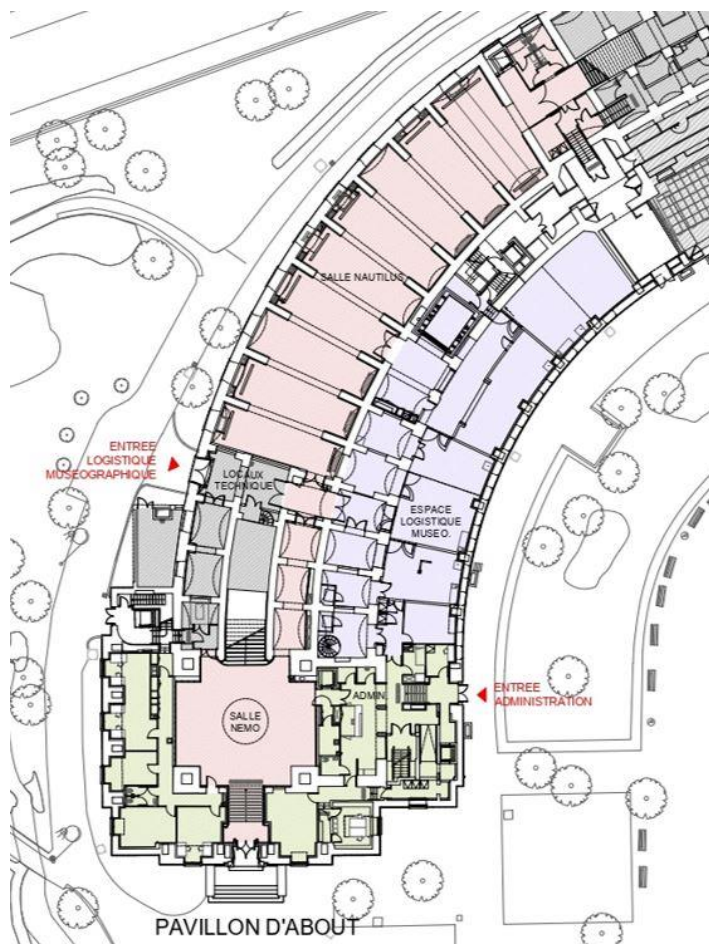 SALLE NAUTILUS
ENTREE
LOGISTIQUE
MUSEOGRAPHIQUE
LOCAUX
TECHNIQUE
ESPACE
LOGISTIQUE
MUSEO.
ADMIN.
ENTREE
ADMINISTRATION
SALLE
NEMO
PAVILLON D'ABOUT